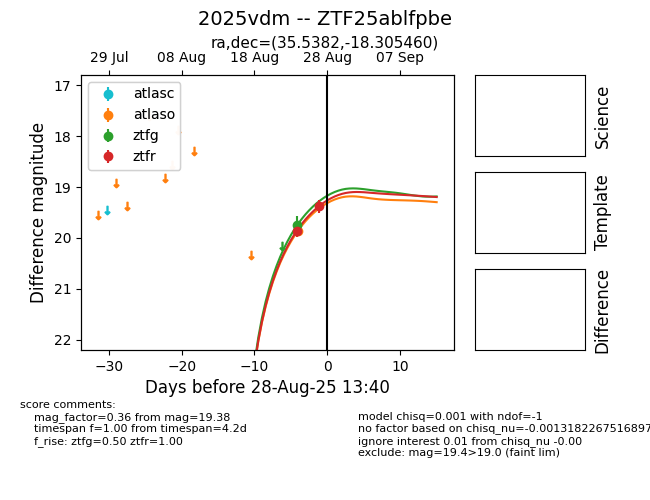 2025vdm -- ZTF25ablfpbe
ra,dec=(35.5382,-18.305460)
29 Jul 08 Aug 18 Aug 28 Aug 07 Sep
17
18
19
20
21
22
Difference magnitude
atlasc
atlaso
ztfg
ztfr
−30 −20 −10 0 10
Days before 28-Aug-25 13:40
Science
Template
Difference
score comments:
mag_factor=0.36 from mag=19.38
timespan f=1.00 from timespan=4.2d
f_rise: ztfg=0.50 ztfr=1.00
model chisq=0.001 with ndof=-1
no factor based on chisq_nu=-0.0013182267516897
ignore interest 0.01 from chisq_nu -0.00
exclude: mag=19.4>19.0 (faint lim)